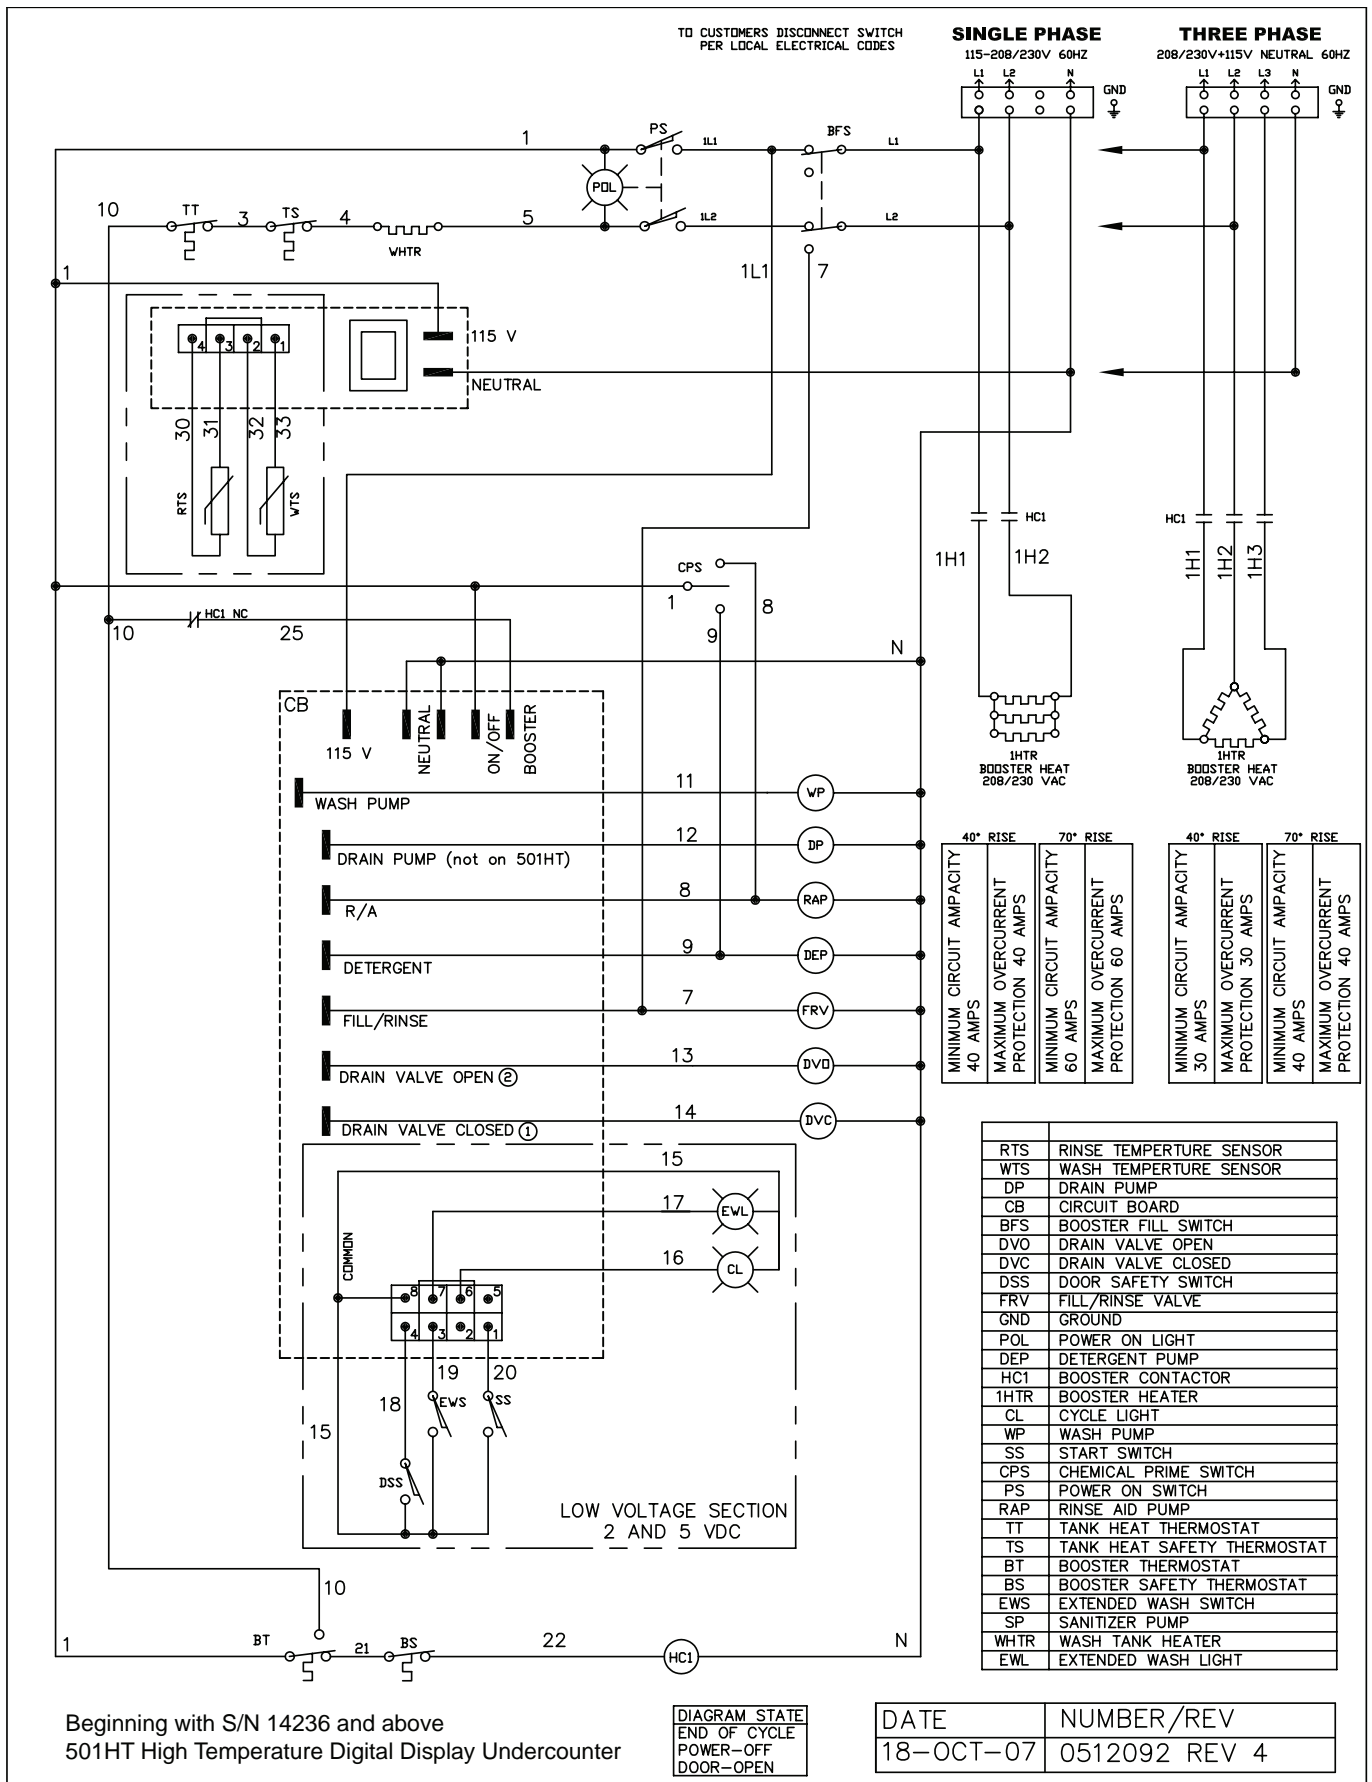 TO CUSTOMERS DISCONNECT SWITCH
PER LOCAL ELECTRICAL CODES
SINGLE PHASE
115-208/230V 60HZ
L1 L2 N
GND
THREE PHASE
208/230V+115V NEUTRAL 60HZ
L1 L2 L3 N
GND
1 PS 1L1 BFS L1
POL
10 TT 3 TS 4 WHTR 5 1L2 L2
1L1 7
1
115 V
NEUTRAL
4 3 2 1
30 31 32 33
RTS WTS
HC1
1H1 1H2
HC1
1H1 1H2 1H3
CPS
1 8
9
10 HC1 NC 25
N
CB
115 V
NEUTRAL
ON/OFF
BOOSTER
1HTR
BOOSTER HEAT
208/230 VAC
1HTR
BOOSTER HEAT
208/230 VAC
WASH PUMP 11 WP
DRAIN PUMP (not on 501HT) 12 DP
R/A 8 RAP
DETERGENT 9 DEP
FILL/RINSE 7 FRV
DRAIN VALVE OPEN 2 13 DVO
DRAIN VALVE CLOSED 1 14 DVC
40° RISE
MINIMUM CIRCUIT AMPACITY
40 AMPS
MAXIMUM OVERCURRENT
PROTECTION 40 AMPS
70° RISE
MINIMUM CIRCUIT AMPACITY
60 AMPS
MAXIMUM OVERCURRENT
PROTECTION 60 AMPS
40° RISE
MINIMUM CIRCUIT AMPACITY
30 AMPS
MAXIMUM OVERCURRENT
PROTECTION 30 AMPS
70° RISE
MINIMUM CIRCUIT AMPACITY
40 AMPS
MAXIMUM OVERCURRENT
PROTECTION 40 AMPS
15
17 EWL
16 CL
COMMON
8 7 6 5
4 3 2 1
19 20
18 EWS SS
15
DSS
LOW VOLTAGE SECTION
2 AND 5 VDC
10
1 BT 21 BS 22 HC1 N
RTS RINSE TEMPERTURE SENSOR
WTS WASH TEMPERTURE SENSOR
DP DRAIN PUMP
CB CIRCUIT BOARD
BFS BOOSTER FILL SWITCH
DVO DRAIN VALVE OPEN
DVC DRAIN VALVE CLOSED
DSS DOOR SAFETY SWITCH
FRV FILL/RINSE VALVE
GND GROUND
POL POWER ON LIGHT
DEP DETERGENT PUMP
HC1 BOOSTER CONTACTOR
1HTR BOOSTER HEATER
CL CYCLE LIGHT
WP WASH PUMP
SS START SWITCH
CPS CHEMICAL PRIME SWITCH
PS POWER ON SWITCH
RAP RINSE AID PUMP
TT TANK HEAT THERMOSTAT
TS TANK HEAT SAFETY THERMOSTAT
BT BOOSTER THERMOSTAT
BS BOOSTER SAFETY THERMOSTAT
EWS EXTENDED WASH SWITCH
SP SANITIZER PUMP
WHTR WASH TANK HEATER
EWL EXTENDED WASH LIGHT
Beginning with S/N 14236 and above
501HT High Temperature Digital Display Undercounter
DIAGRAM STATE
END OF CYCLE
POWER-OFF
DOOR-OPEN
DATE NUMBER/REV
18-OCT-07 0512092 REV 4